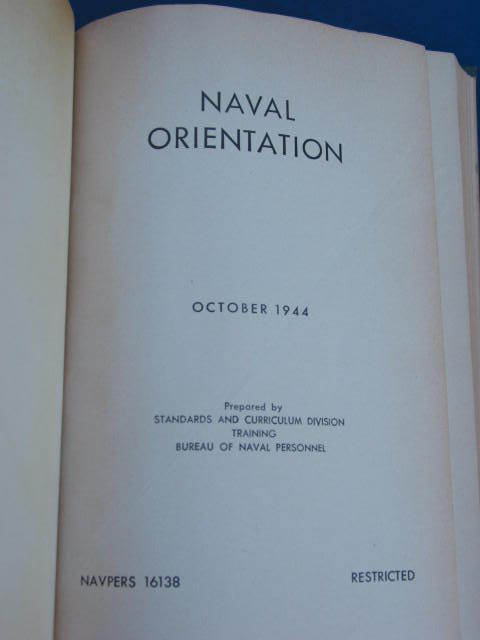 NAVAL
ORIENTATION
OCTOBER 1944
Prepared by
STANDARDS AND CURRICULUM DIVISION
TRAINING
BUREAU OF NAVAL PERSONNEL
NAVPERS 16138 RESTRICTED